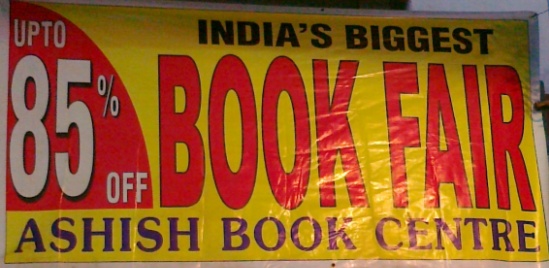 UPTO
85% OFF
INDIA'S BIGGEST
BOOK FAIR
ASHISH BOOK CENTRE